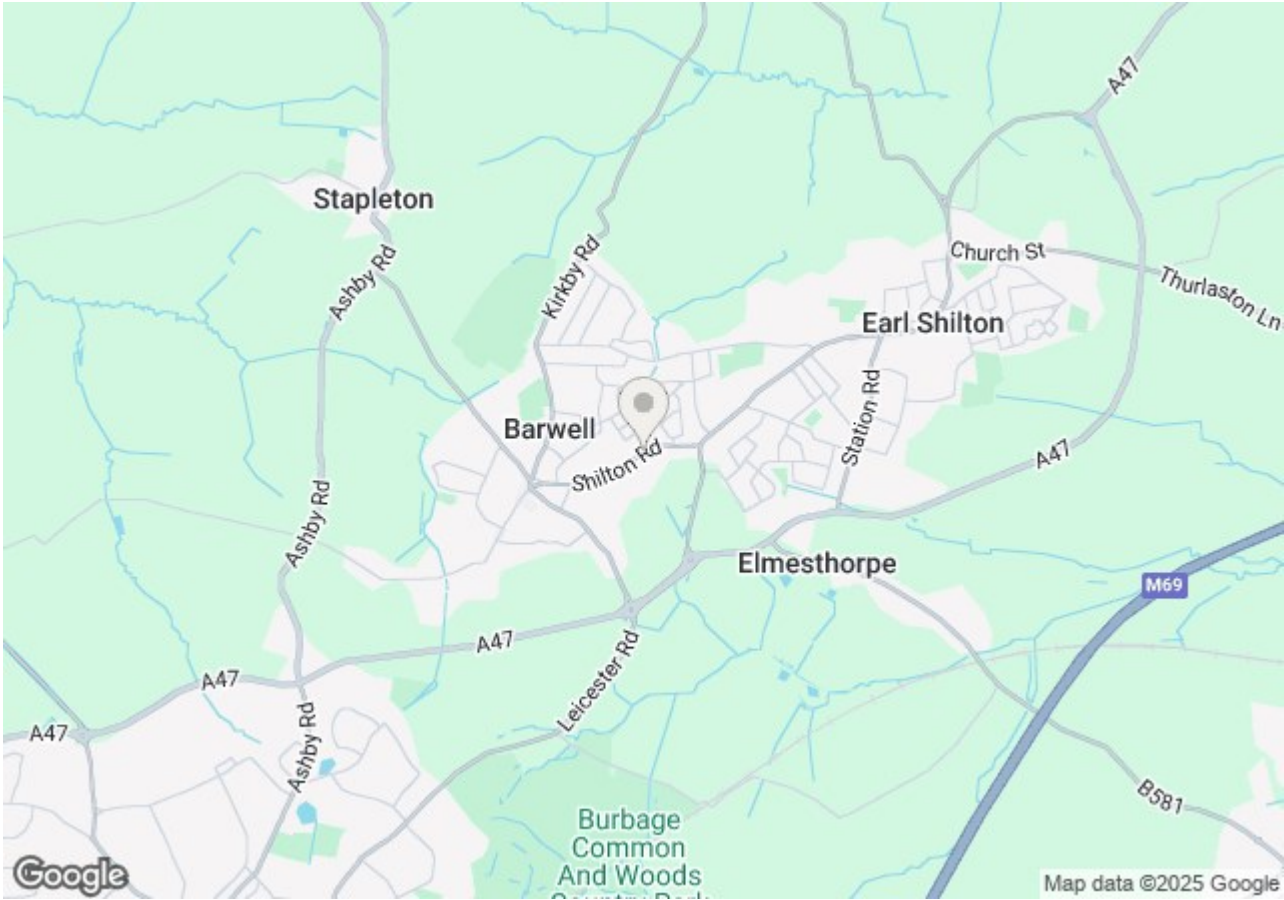 A47
Stapleton
Church St
Kirkby Rd
Ashby Rd
Thurlaston Ln
Earl Shilton
Station Rd
Barwell
Shilton Rd
A47
Ashby Rd
Elmesthorpe
M69
A47
Leicester Rd
A47
A47
Ashby Rd
B581
Burbage
Common
And Woods
Country Park
Google
Map data ©2025 Google